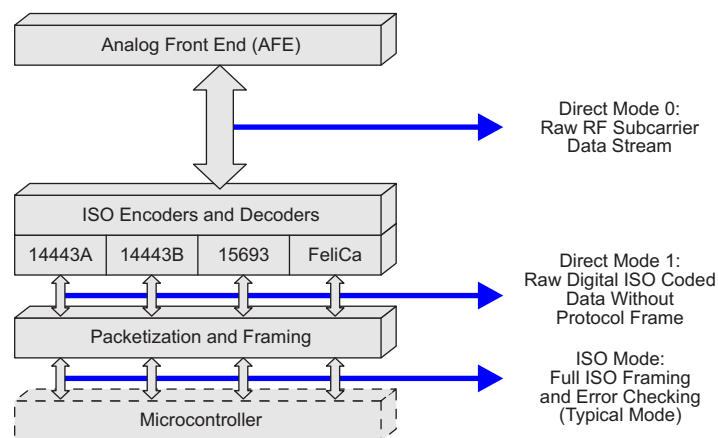 Analog Front End (AFE)
Direct Mode 0:
Raw RF Subcarrier
Data Stream
ISO Encoders and Decoders
14443A 14443B 15693 FeliCa
Direct Mode 1:
Raw Digital ISO Coded
Data Without
Protocol Frame
Packetization and Framing
ISO Mode:
Full ISO Framing
and Error Checking
(Typical Mode)
Microcontroller